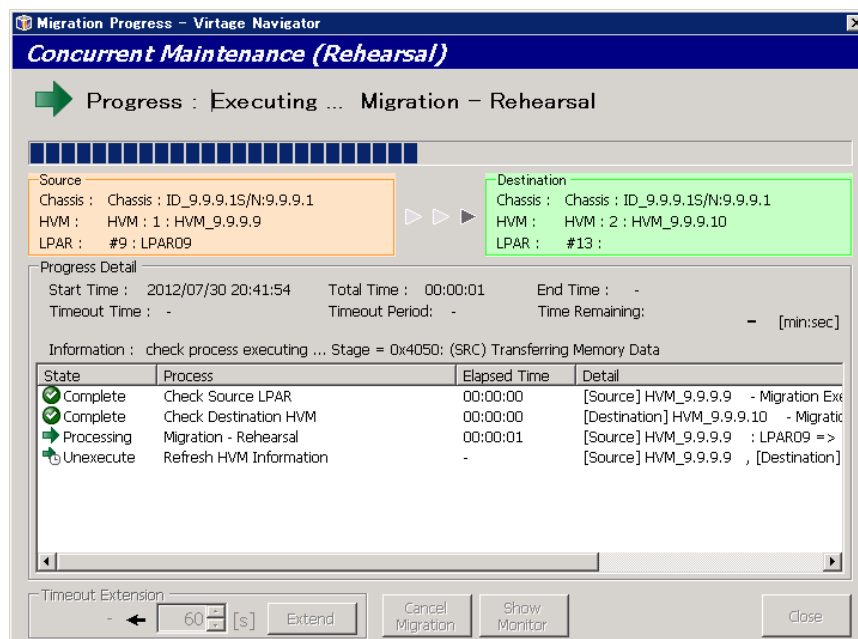 Migration Progress - Virtage Navigator
Concurrent Maintenance (Rehearsal)
Progress : Executing ... Migration - Rehearsal
Source
Chassis : Chassis : ID_9.9.9.1S/N:9.9.9.1
HVM : HVM : 1 : HVM_9.9.9.9
LPAR : #9 : LPAR09
Destination
Chassis : Chassis : ID_9.9.9.1S/N:9.9.9.1
HVM : HVM : 2 : HVM_9.9.9.10
LPAR : #13 :
Progress Detail
Start Time : 2012/07/30 20:41:54 Total Time : 00:00:01 End Time : -
Timeout Time : - Timeout Period: - Time Remaining: - [min:sec]
Information : check process executing ... Stage = 0x4050: (SRC) Transferring Memory Data
State Process Elapsed Time Detail
Complete Check Source LPAR 00:00:00 [Source] HVM_9.9.9.9 - Migration Exe
Complete Check Destination HVM 00:00:00 [Destination] HVM_9.9.9.10 - Migratic
Processing Migration - Rehearsal 00:00:01 [Source] HVM_9.9.9.9 : LPAR09 =>
Unexecute Refresh HVM Information - [Source] HVM_9.9.9.9 , [Destination]
Timeout Extension
- 60 [s] Extend
Cancel Migration
Show Monitor
Close